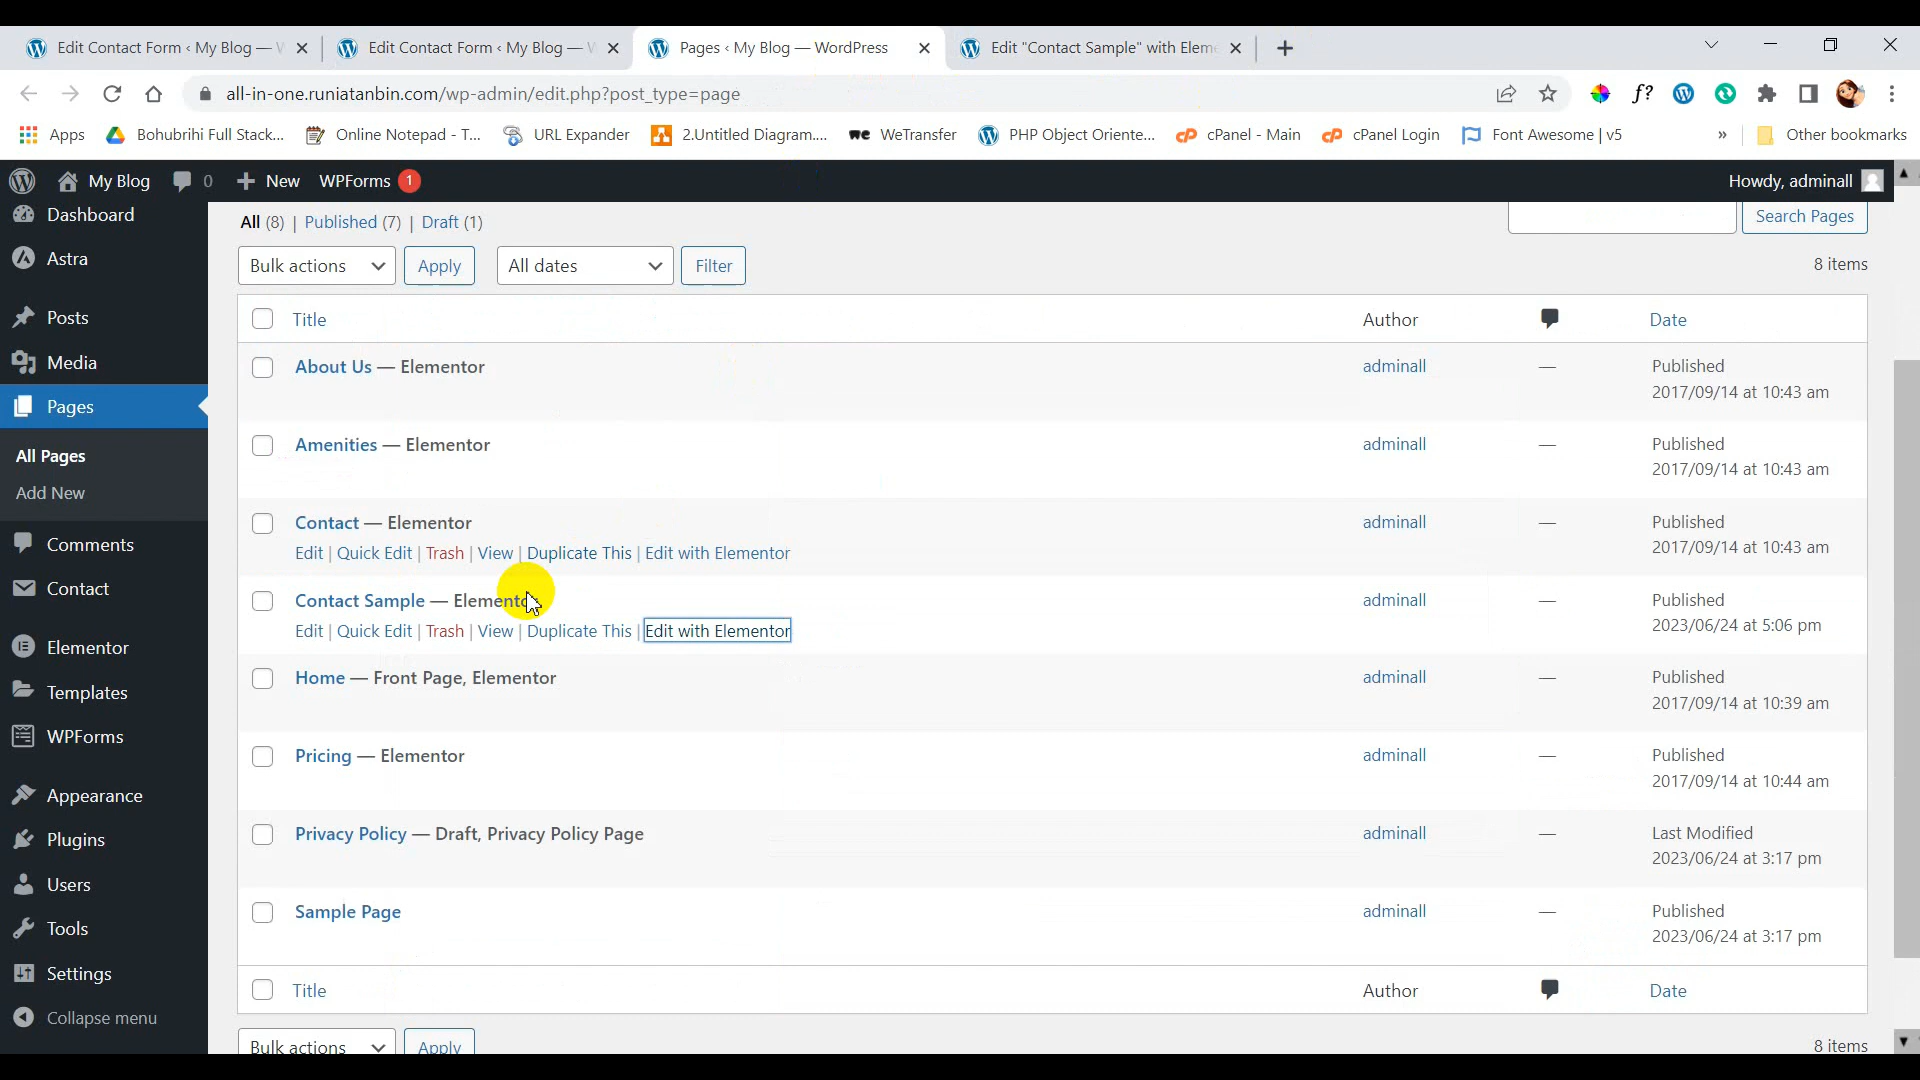 Edit Contact Form ‹ My Blog — W
Edit Contact Form ‹ My Blog — W
Pages ‹ My Blog — WordPress
Edit "Contact Sample" with Eleme
all-in-one.runiatanbin.com/wp-admin/edit.php?post_type=page
f?
Apps
Bohubrihi Full Stack...
Online Notepad - T...
URL Expander
2.Untitled Diagram....
WeTransfer
PHP Object Oriente...
cPanel - Main
cPanel Login
Font Awesome | v5
»
Other bookmarks
My Blog
0
New
WPForms 1
Howdy, adminall
Dashboard
Astra
Posts
Media
Pages
All Pages
Add New
Comments
Contact
Elementor
Templates
WPForms
Appearance
Plugins
Users
Tools
Settings
Collapse menu
All (8) | Published (7) | Draft (1)
Search Pages
Bulk actions
Apply
All dates
Filter
8 items
Title
Author
Date
About Us — Elementor
adminall
—
Published
2017/09/14 at 10:43 am
Amenities — Elementor
adminall
—
Published
2017/09/14 at 10:43 am
Contact — Elementor
Edit | Quick Edit | Trash | View | Duplicate This | Edit with Elementor
adminall
—
Published
2017/09/14 at 10:43 am
Contact Sample — Elementor
Edit | Quick Edit | Trash | View | Duplicate This | Edit with Elementor
adminall
—
Published
2023/06/24 at 5:06 pm
Home — Front Page, Elementor
adminall
—
Published
2017/09/14 at 10:39 am
Pricing — Elementor
adminall
—
Published
2017/09/14 at 10:44 am
Privacy Policy — Draft, Privacy Policy Page
adminall
—
Last Modified
2023/06/24 at 3:17 pm
Sample Page
adminall
—
Published
2023/06/24 at 3:17 pm
Title
Author
Date
Bulk actions
Apply
8 items